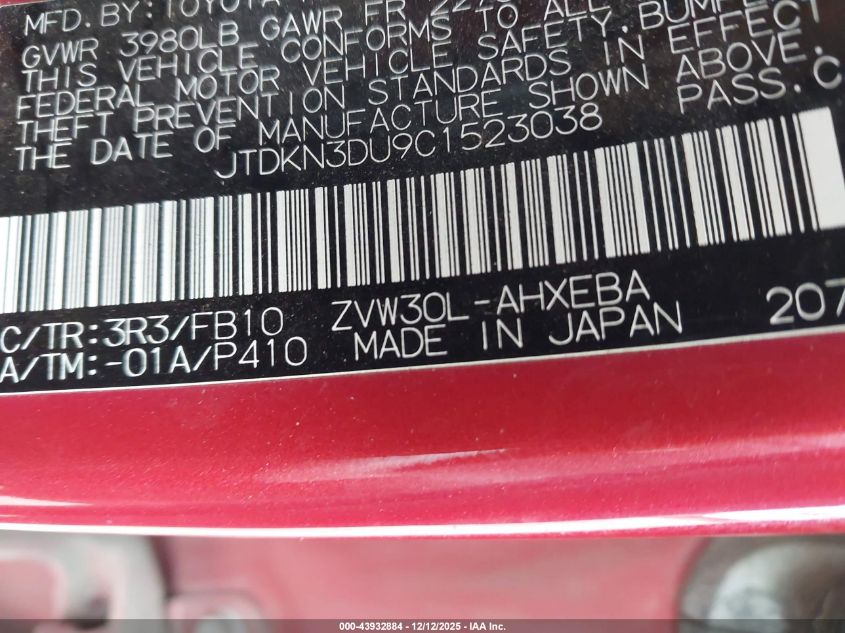 MFD. BY: TOYOTA
GVWR 3980LB GAWR FR
THIS VEHICLE CONFORMS TO ALL
FEDERAL MOTOR VEHICLE SAFETY, BUMPER
THEFT PREVENTION STANDARDS IN EFFECT
THE DATE OF MANUFACTURE SHOWN ABOVE.
JTDKN3DU9C1523038 PASS. C
C/TR:3R3/FB10 ZVW30L-AHXEBA
A/TM:-01A/P410 MADE IN JAPAN 207
000-43932884 - 12/12/2025 - IAA Inc.